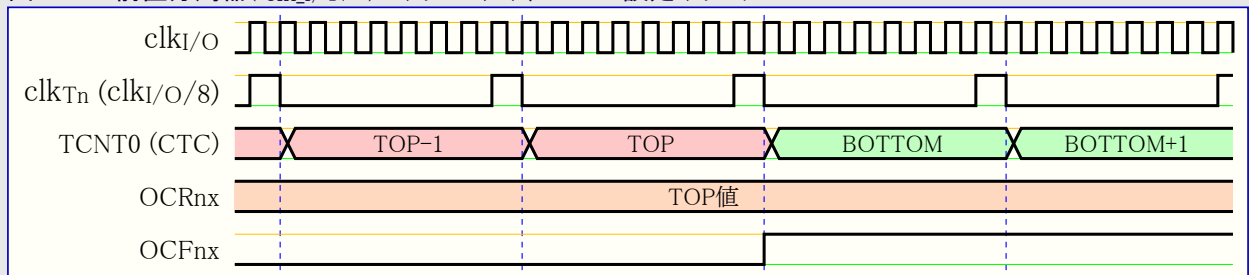 clkI/O
clkTn (clkI/O/8)
TCNT0 (CTC) TOP-1 TOP BOTTOM BOTTOM+1
OCRnx TOP値
OCFnx